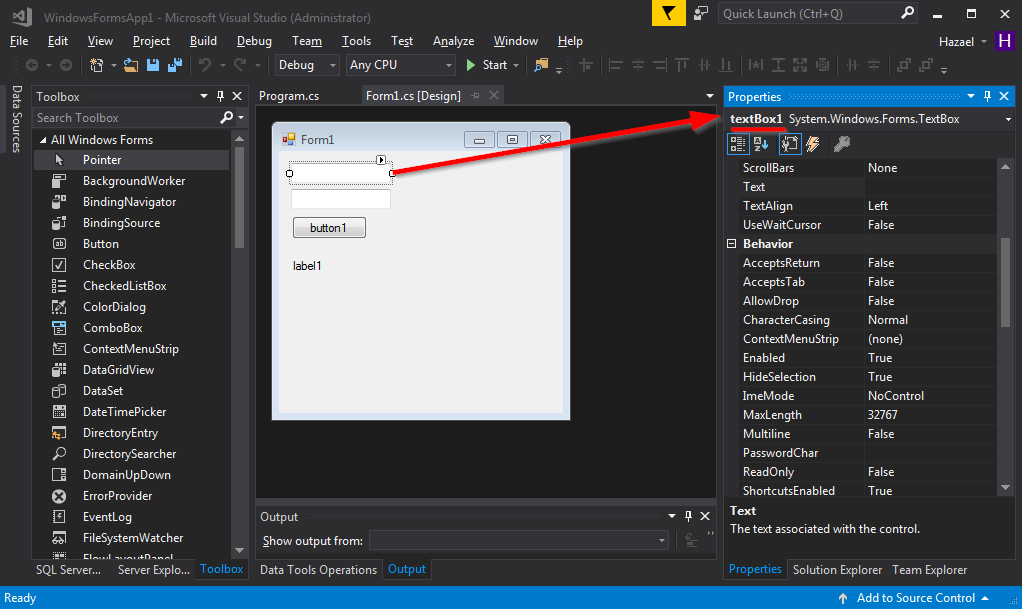 WindowsFormsApp1 - Microsoft Visual Studio (Administrator)
Quick Launch (Ctrl+Q)
File Edit View Project Build Debug Team Tools Test Analyze Window Help
Hazael H
Debug Any CPU Start
Data Sources
Toolbox
Search Toolbox
All Windows Forms
Pointer
BackgroundWorker
BindingNavigator
BindingSource
Button
CheckBox
CheckedListBox
ColorDialog
ComboBox
ContextMenuStrip
DataGridView
DataSet
DateTimePicker
DirectoryEntry
DirectorySearcher
DomainUpDown
ErrorProvider
EventLog
FileSystemWatcher
FlowLayoutPanel
SQL Server... Server Explo... Toolbox
Program.cs Form1.cs [Design]
Form1
button1
label1
Output
Show output from:
Data Tools Operations Output
Properties
textBox1 System.Windows.Forms.TextBox
ScrollBars None
Text
TextAlign Left
UseWaitCursor False
Behavior
AcceptsReturn False
AcceptsTab False
AllowDrop False
CharacterCasing Normal
ContextMenuStrip (none)
Enabled True
HideSelection True
ImeMode NoControl
MaxLength 32767
Multiline False
PasswordChar
ReadOnly False
ShortcutsEnabled True
Text
The text associated with the control.
Properties Solution Explorer Team Explorer
Ready
Add to Source Control